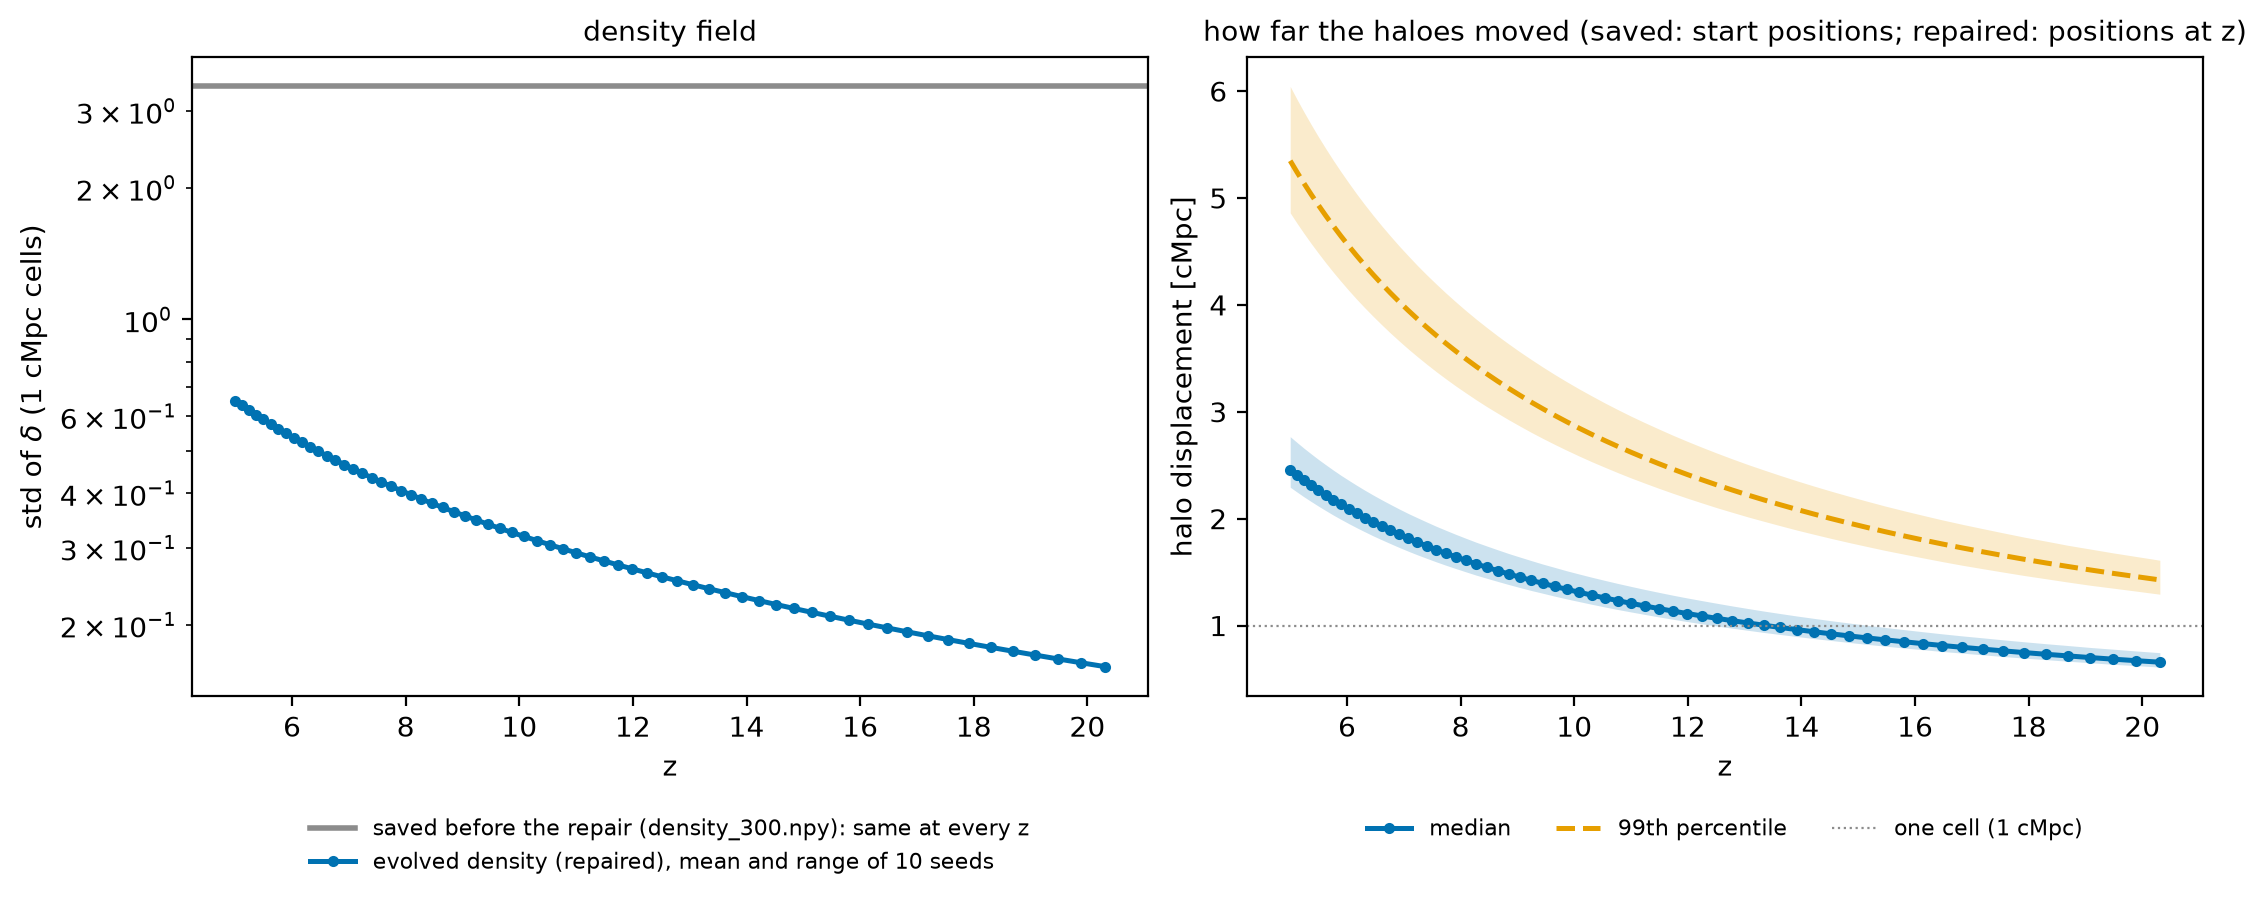 density field
how far the haloes moved (saved: start positions; repaired: positions at z)
std of δ (1 cMpc cells)
3 × 10⁰
2 × 10⁰
10⁰
6 × 10⁻¹
4 × 10⁻¹
3 × 10⁻¹
2 × 10⁻¹
6 8 10 12 14 16 18 20
z
saved before the repair (density_300.npy): same at every z
evolved density (repaired), mean and range of 10 seeds
halo displacement [cMpc]
6
5
4
3
2
1
6 8 10 12 14 16 18 20
z
median 99th percentile one cell (1 cMpc)